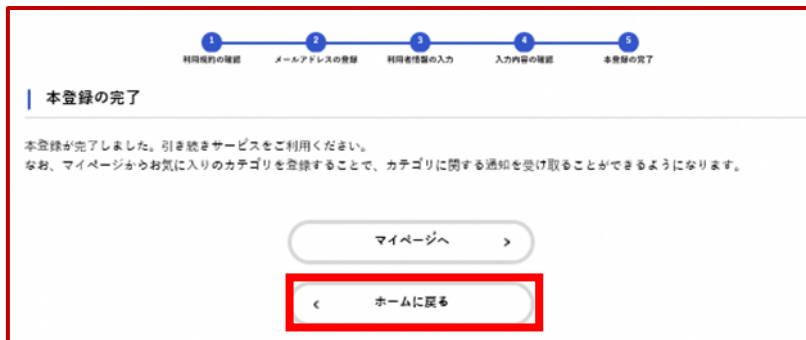 1 2 3 4 5
利用規約の確認 メールアドレスの登録 利用者情報の入力 入力内容の確認 本登録の完了
本登録の完了
本登録が完了しました。引き続きサービスをご利用ください。
なお、マイページからお気に入りのカテゴリを登録することで、カテゴリに関する通知を受け取ることができるようになります。
マイページへ >
< ホームに戻る